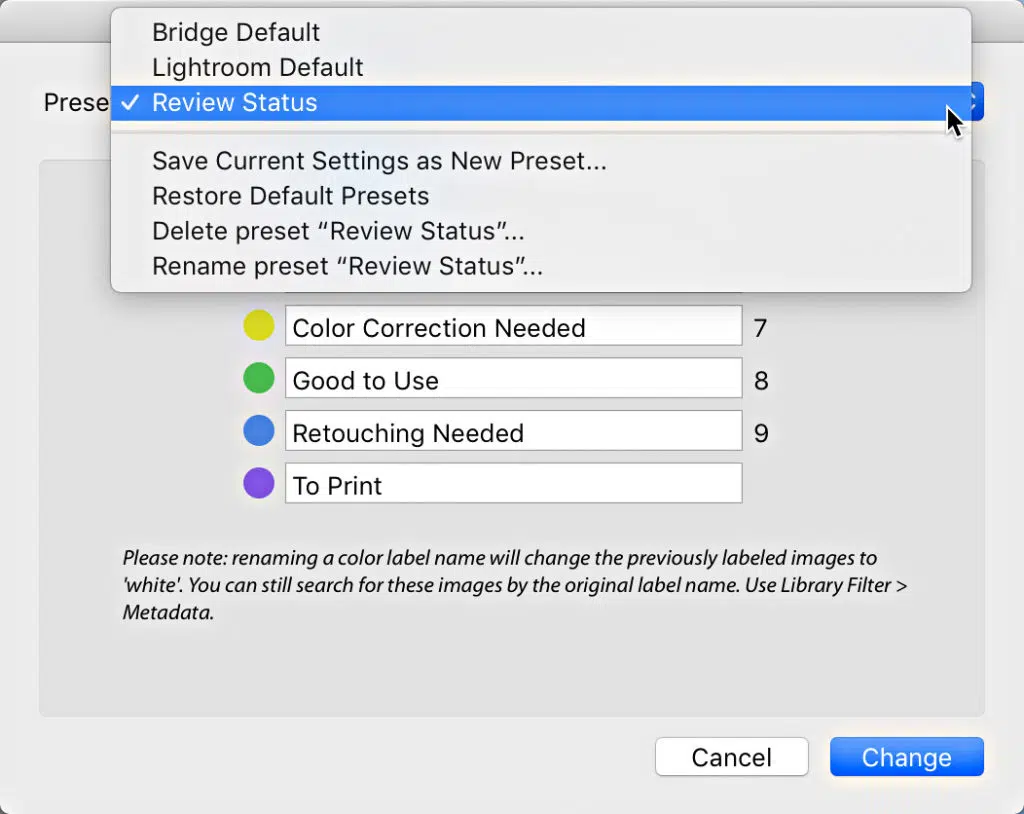 Bridge Default
Lightroom Default
Prese ✓ Review Status
Save Current Settings as New Preset...
Restore Default Presets
Delete preset “Review Status”...
Rename preset “Review Status”...
Color Correction Needed 7
Good to Use 8
Retouching Needed 9
To Print
Please note: renaming a color label name will change the previously labeled images to
'white'. You can still search for these images by the original label name. Use Library Filter >
Metadata.
Cancel Change